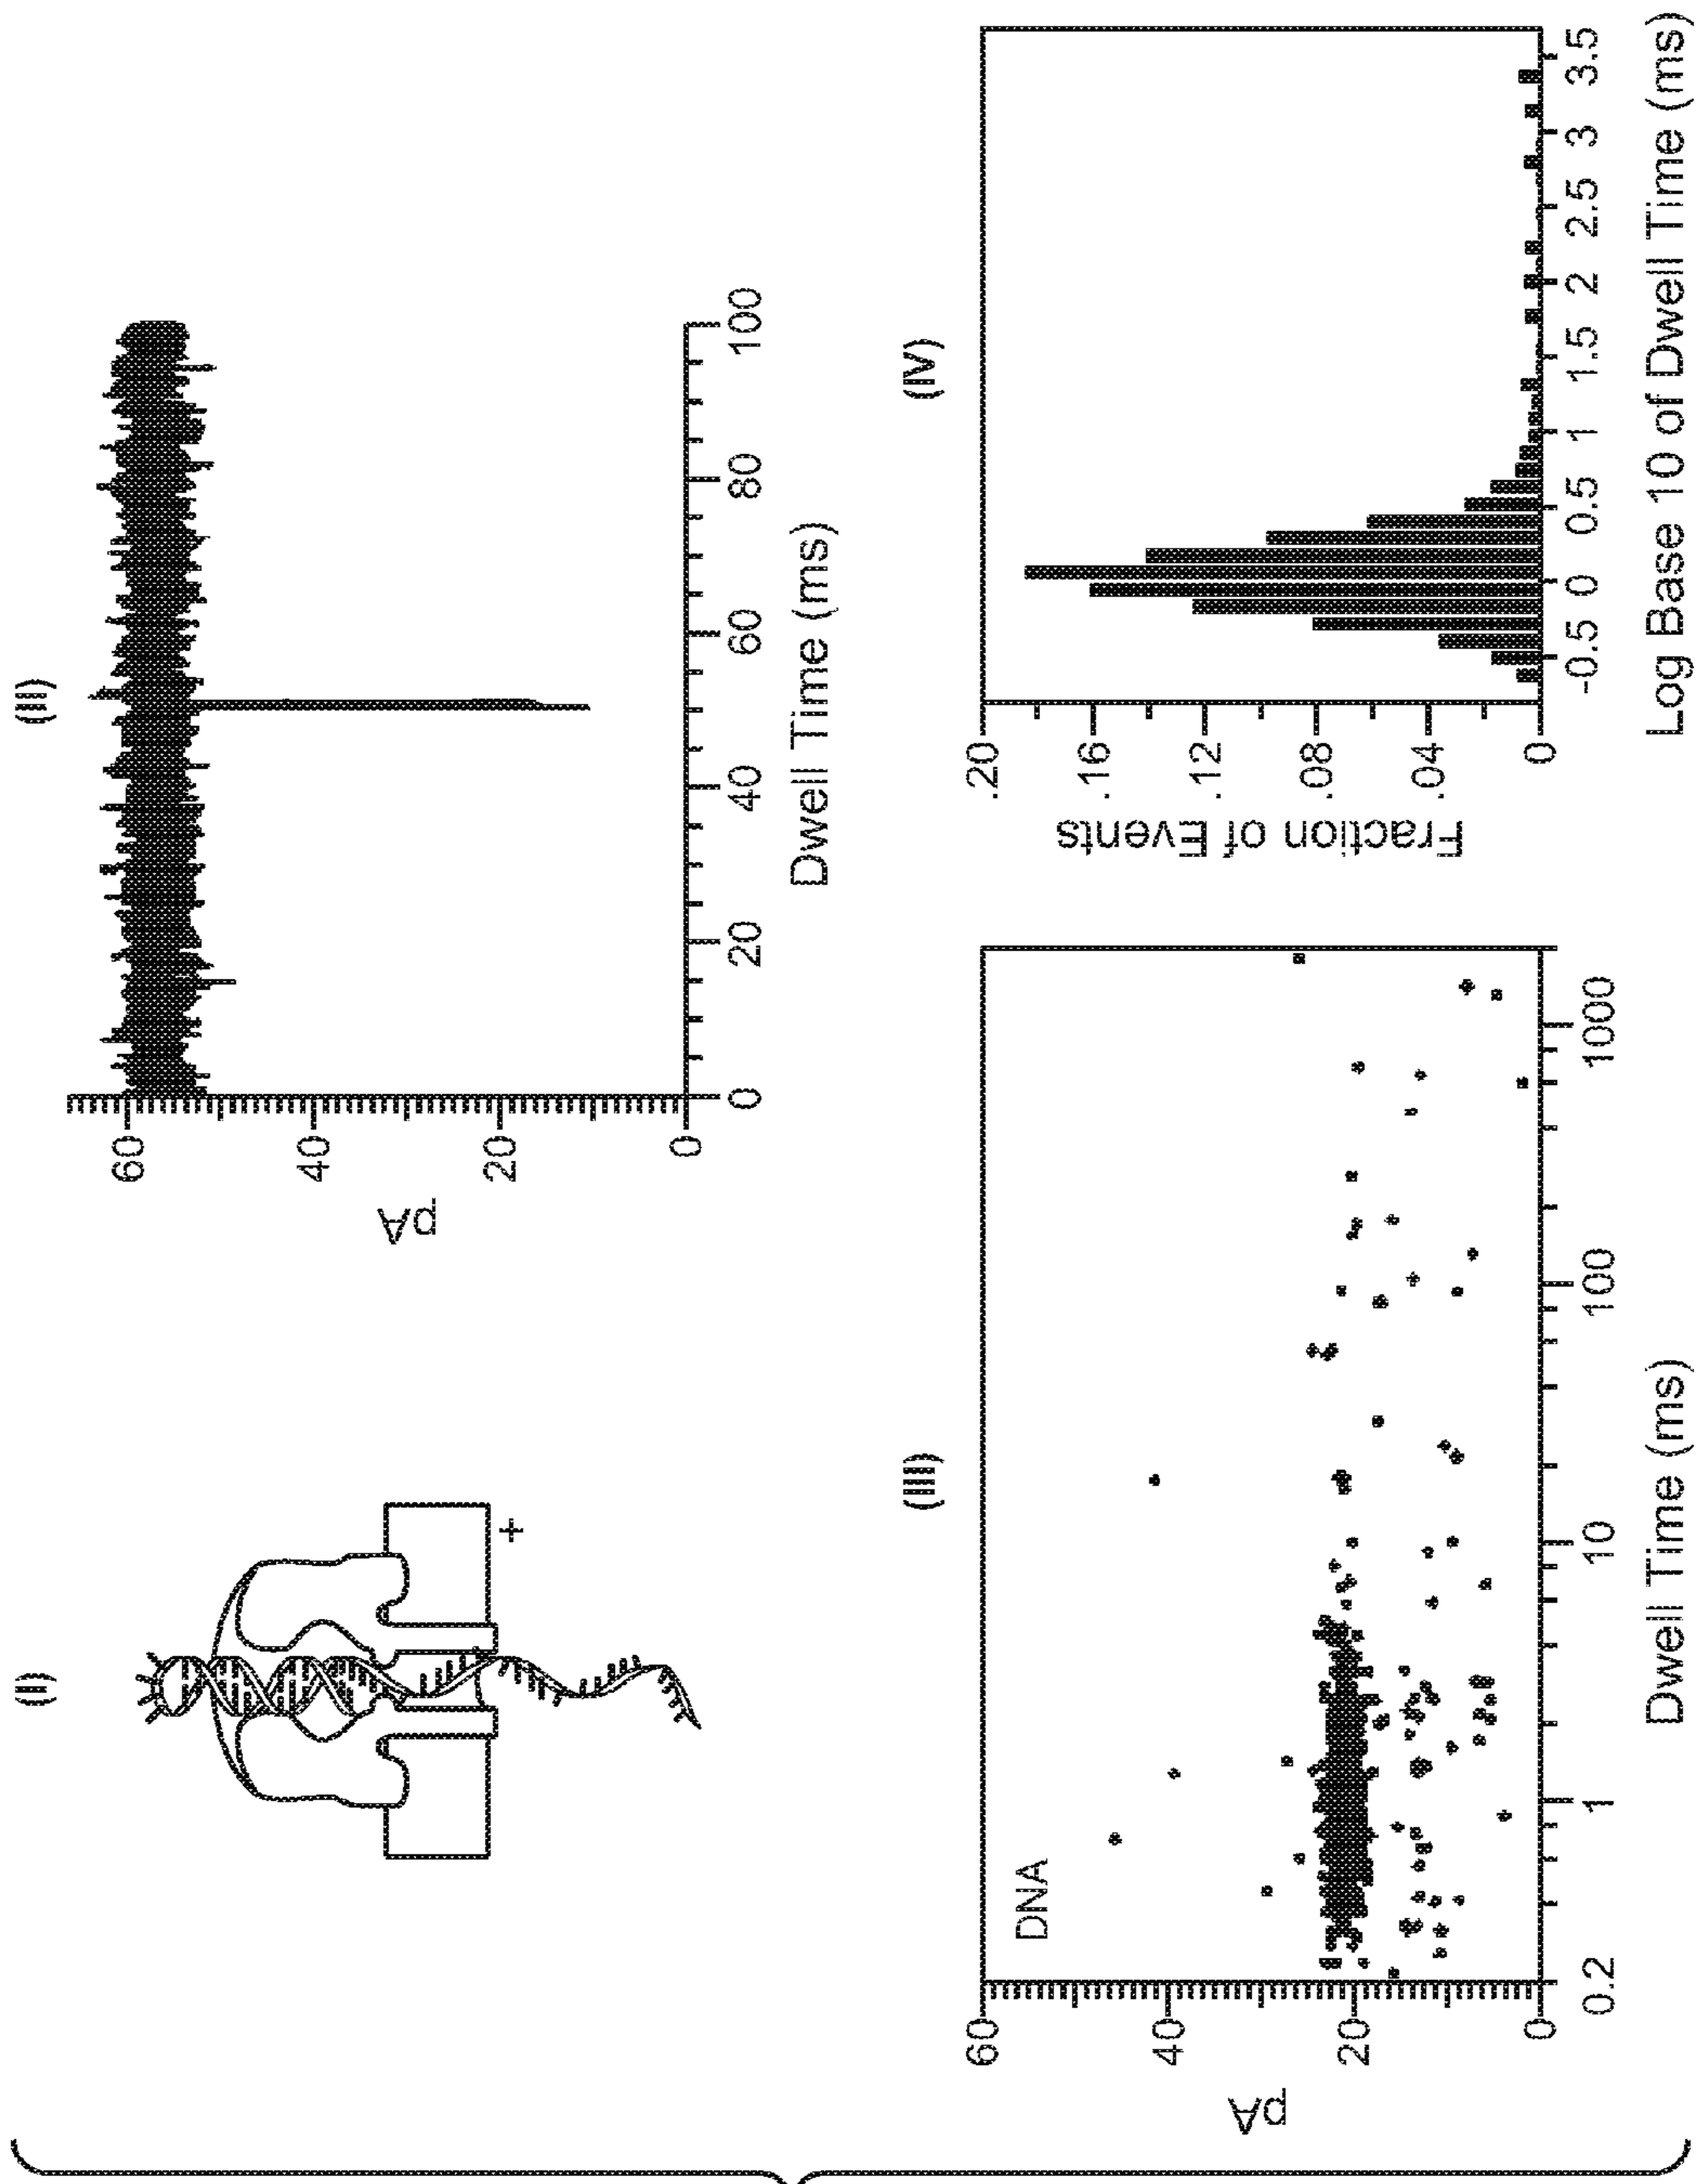 (I)
+
(II)
pA
60
40
20
0
0 20 40 60 80 100
Dwell Time (ms)
(III)
DNA
pA
60
40
20
0
0.2 1 10 100 1000
Dwell Time (ms)
(IV)
Fraction of Events
.20
.16
.12
.08
.04
0
-0.5 0 0.5 1 1.5 2 2.5 3 3.5
Log Base 10 of Dwell Time (ms)